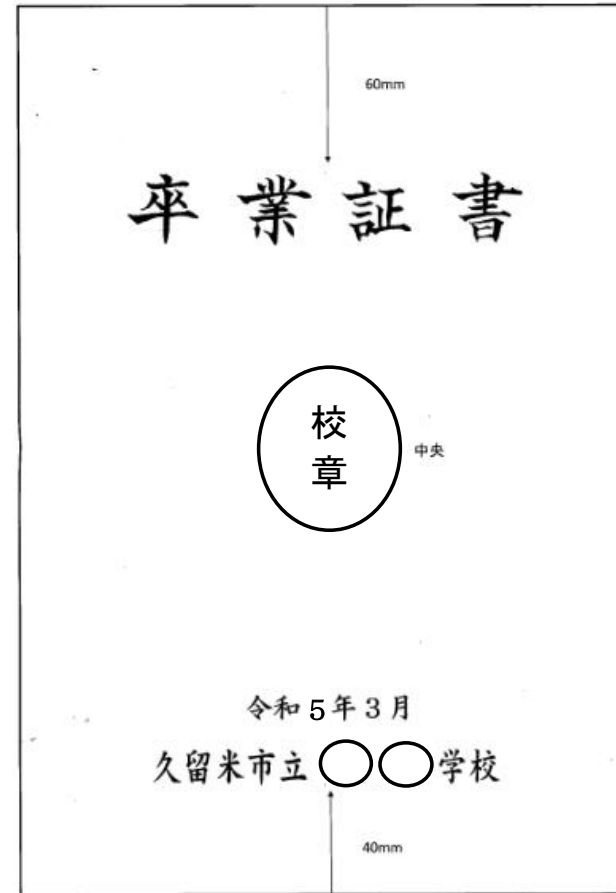 60mm
卒業証書
校
章
中央
令和5年3月
久留米市立○○学校
40mm